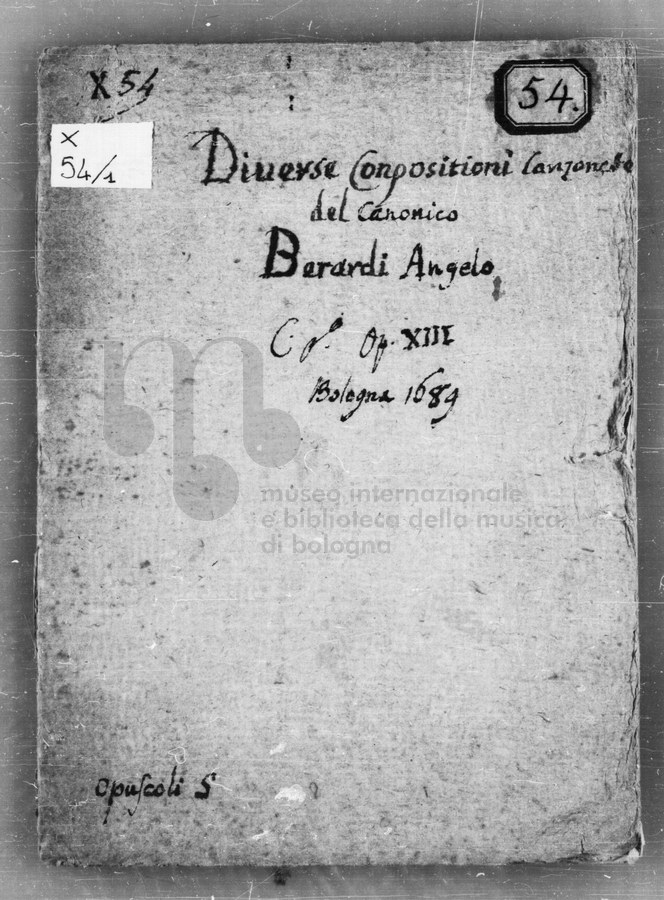 X 54
54.
X
54/1
Diuerse Conpositioni Canzonette
del Canonico
Berardi Angelo
Op. XIII
Bologna 1689
museo internazionale
e biblioteca della musica
di bologna
opuſcoli 5